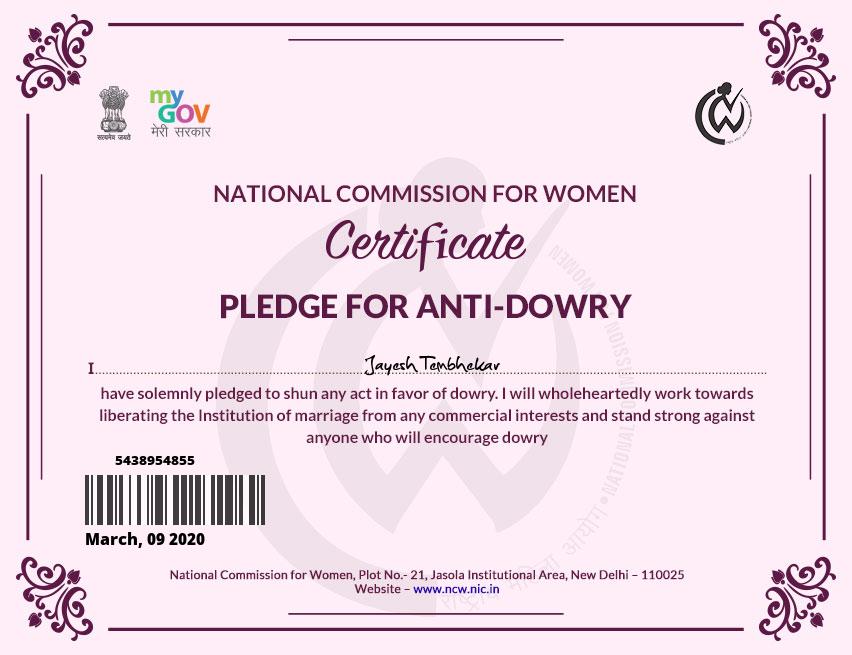 सत्यमेव जयते
my
GOV
मेरी सरकार
NATIONAL COMMISSION FOR WOMEN
Certificate
PLEDGE FOR ANTI-DOWRY
I Jayesh Tembhekar
have solemnly pledged to shun any act in favor of dowry. I will wholeheartedly work towards
liberating the Institution of marriage from any commercial interests and stand strong against
anyone who will encourage dowry
5438954855
March, 09 2020
National Commission for Women, Plot No.- 21, Jasola Institutional Area, New Delhi – 110025
Website – www.ncw.nic.in